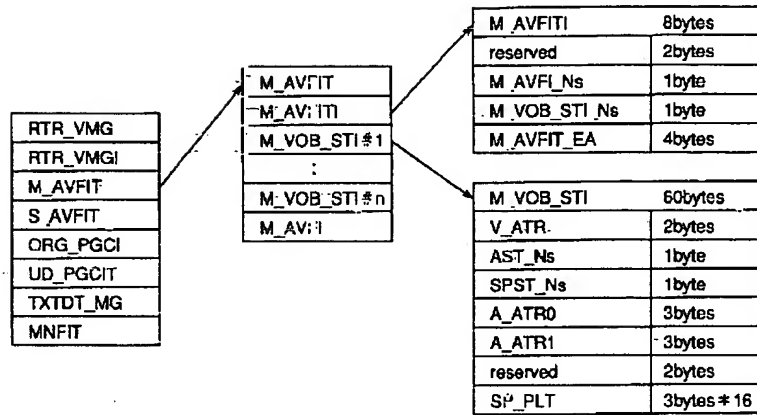 RTR_VMG
RTR_VMGI
M_AVFIT
S_AVFIT
ORG_PGCI
UD_PGCIT
TXTDT_MG
MNFIT
M_AVFIT
M_AVFITI
M_VOB_STI #1
:
M_VOB_STI #n
M_AVFI
M_AVFITI 8bytes
reserved 2bytes
M_AVFI_Ns 1byte
M_VOB_STI_Ns 1byte
M_AVFIT_EA 4bytes
M_VOB_STI 60bytes
V_ATR 2bytes
AST_Ns 1byte
SPST_Ns 1byte
A_ATR0 3bytes
A_ATR1 3bytes
reserved 2bytes
SP_PLT 3bytes * 16